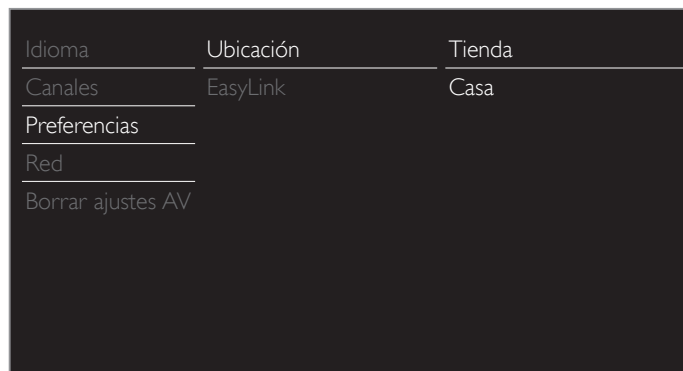 Idioma
Canales
Preferencias
Red
Borrar ajustes AV
Ubicación
EasyLink
Tienda
Casa